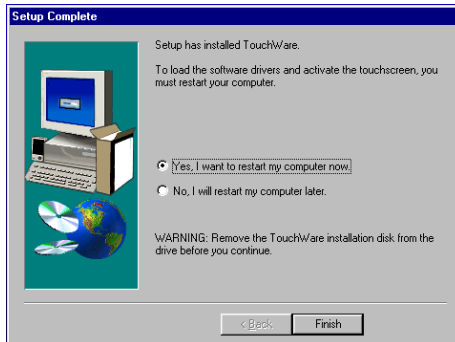 Setup Complete
Setup has installed TouchWare.
To load the software drivers and activate the touchscreen, you
must restart your computer.
Yes, I want to restart my computer now.
No, I will restart my computer later.
WARNING: Remove the TouchWare installation disk from the
drive before you continue.
< Back
Finish